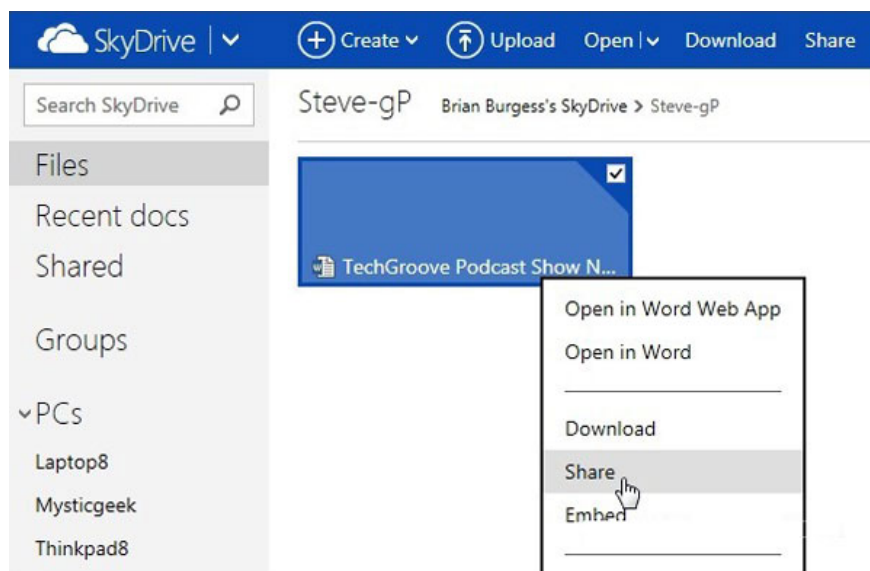 SkyDrive
Create
Upload
Open
Download
Share
Search SkyDrive
Steve-gP
Brian Burgess's SkyDrive > Steve-gP
Files
Recent docs
Shared
Groups
PCs
Laptop8
Mysticgeek
Thinkpad8
TechGroove Podcast Show N...
Open in Word Web App
Open in Word
Download
Share
Embed